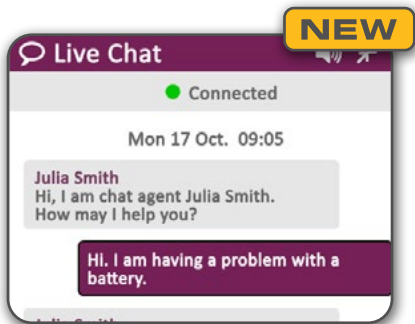 NEW
Live Chat
Connected
Mon 17 Oct. 09:05
Julia Smith
Hi, I am chat agent Julia Smith.
How may I help you?
Hi. I am having a problem with a
battery.